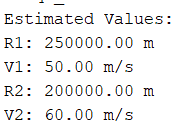 Estimated Values:
R1: 250000.00 m
V1: 50.00 m/s
R2: 200000.00 m
V2: 60.00 m/s